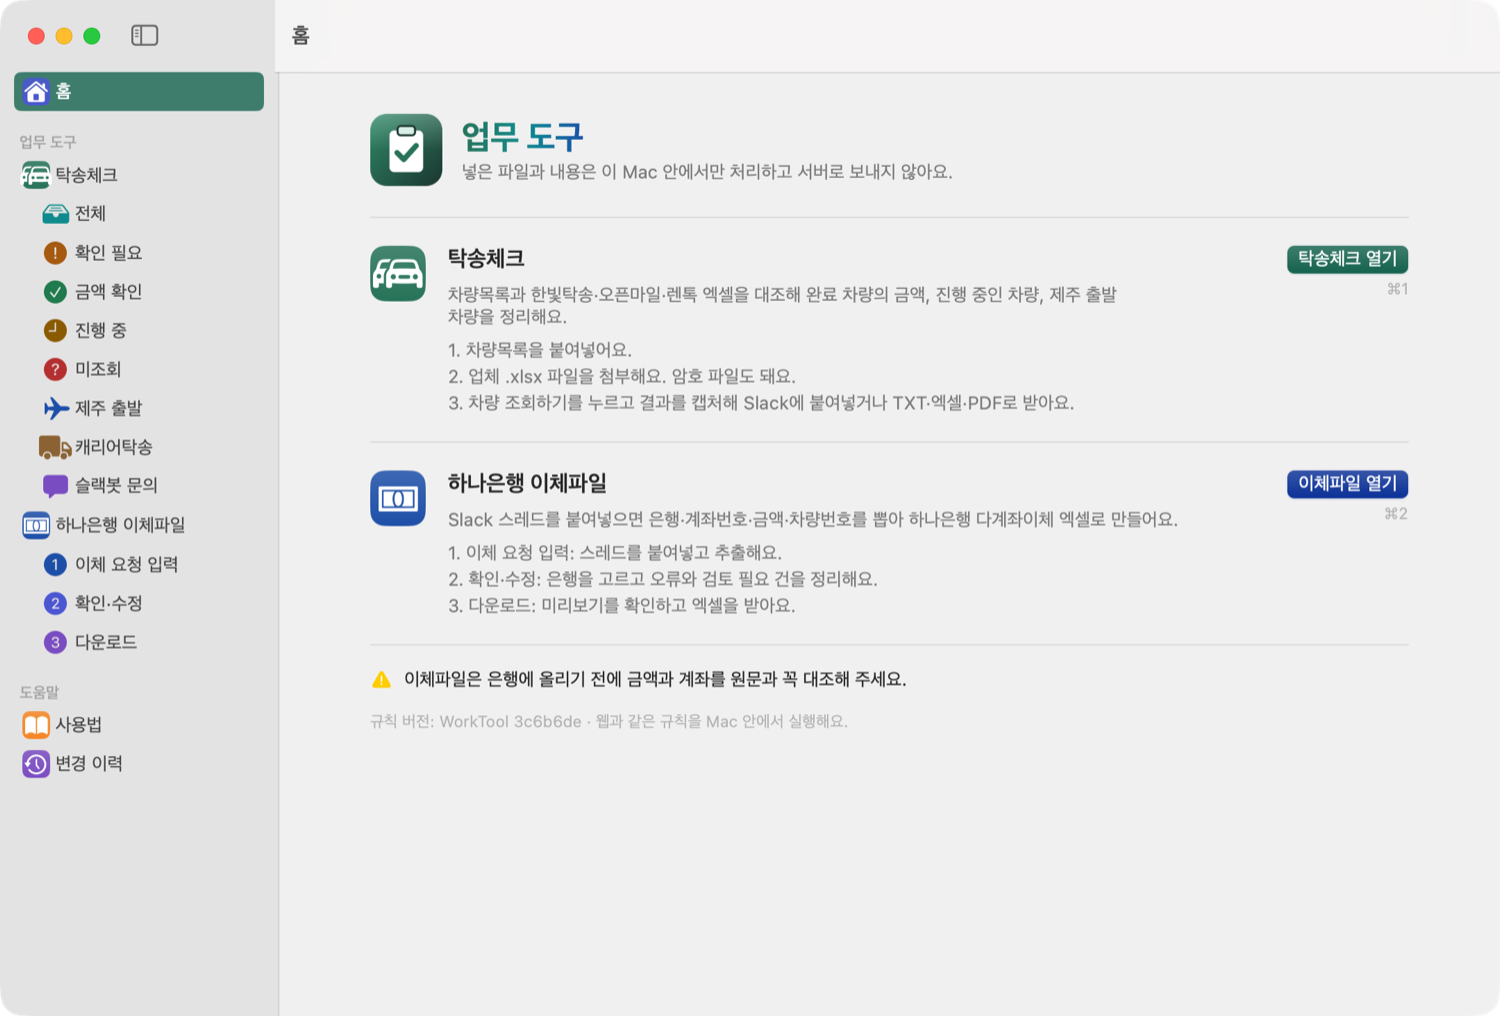 홈
홈
업무 도구
탁송체크
전체
확인 필요
금액 확인
진행 중
미조회
제주 출발
캐리어탁송
슬랙봇 문의
하나은행 이체파일
1 이체 요청 입력
2 확인·수정
3 다운로드
도움말
사용법
변경 이력
업무 도구
넣은 파일과 내용은 이 Mac 안에서만 처리하고 서버로 보내지 않아요.
탁송체크
탁송체크 열기
⌘1
차량목록과 한빛탁송·오픈마일·렌톡 엑셀을 대조해 완료 차량의 금액, 진행 중인 차량, 제주 출발
차량을 정리해요.
1. 차량목록을 붙여넣어요.
2. 업체 .xlsx 파일을 첨부해요. 암호 파일도 돼요.
3. 차량 조회하기를 누르고 결과를 캡처해 Slack에 붙여넣거나 TXT·엑셀·PDF로 받아요.
하나은행 이체파일
이체파일 열기
⌘2
Slack 스레드를 붙여넣으면 은행·계좌번호·금액·차량번호를 뽑아 하나은행 다계좌이체 엑셀로 만들어요.
1. 이체 요청 입력: 스레드를 붙여넣고 추출해요.
2. 확인·수정: 은행을 고르고 오류와 검토 필요 건을 정리해요.
3. 다운로드: 미리보기를 확인하고 엑셀을 받아요.
이체파일은 은행에 올리기 전에 금액과 계좌를 원문과 꼭 대조해 주세요.
규칙 버전: WorkTool 3c6b6de · 웹과 같은 규칙을 Mac 안에서 실행해요.